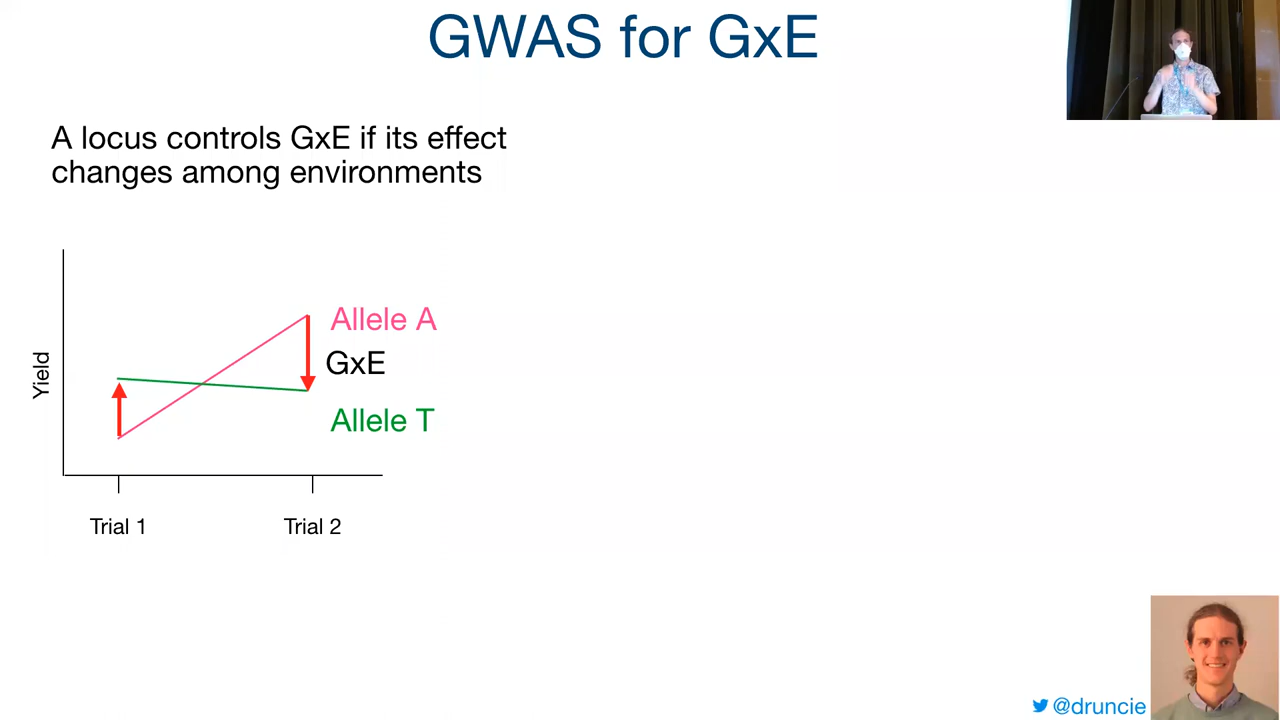 GWAS for GxE
A locus controls GxE if its effect
changes among environments
Yield
Allele A
GxE
Allele T
Trial 1
Trial 2
@druncie